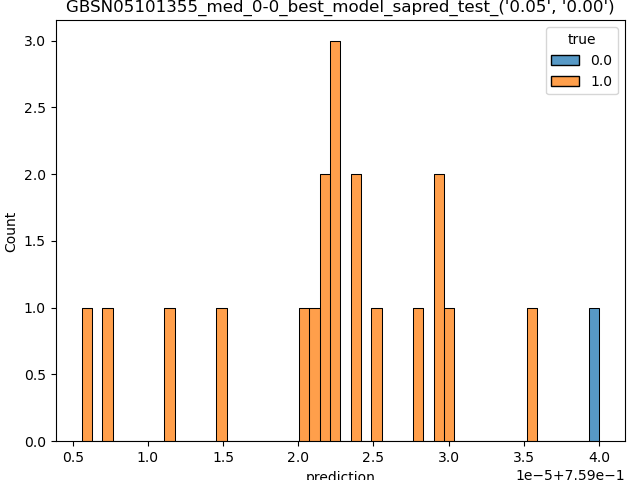 GBSN05101355_med_0-0_best_model_sapred_test_('0.05', '0.00')
true
0.0
1.0
3.0
2.5
2.0
1.5
1.0
0.5
0.0
Count
0.5 1.0 1.5 2.0 2.5 3.0 3.5 4.0
prediction
1e−5+7.59e−1